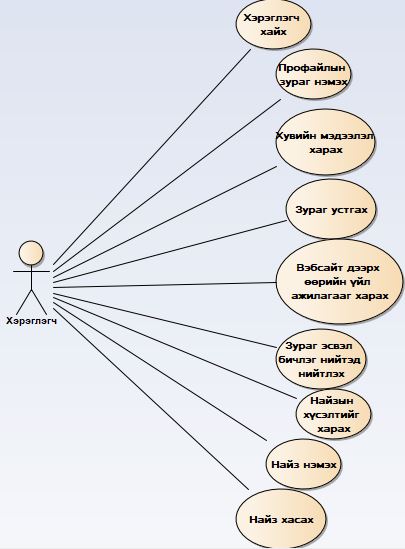 Хэрэглэгч
хайх
Профайлын
зураг нэмэх
Хувийн мэдээлэл
харах
Зураг устгах
Вэбсайт дээрх
өөрийн үйл
ажилагааг харах
Зураг эсвэл
бичлэг нийтэд
нийтлэх
Найзын
хүсэлтийг
харах
Найз нэмэх
Найз хасах
Хэрэглэгч